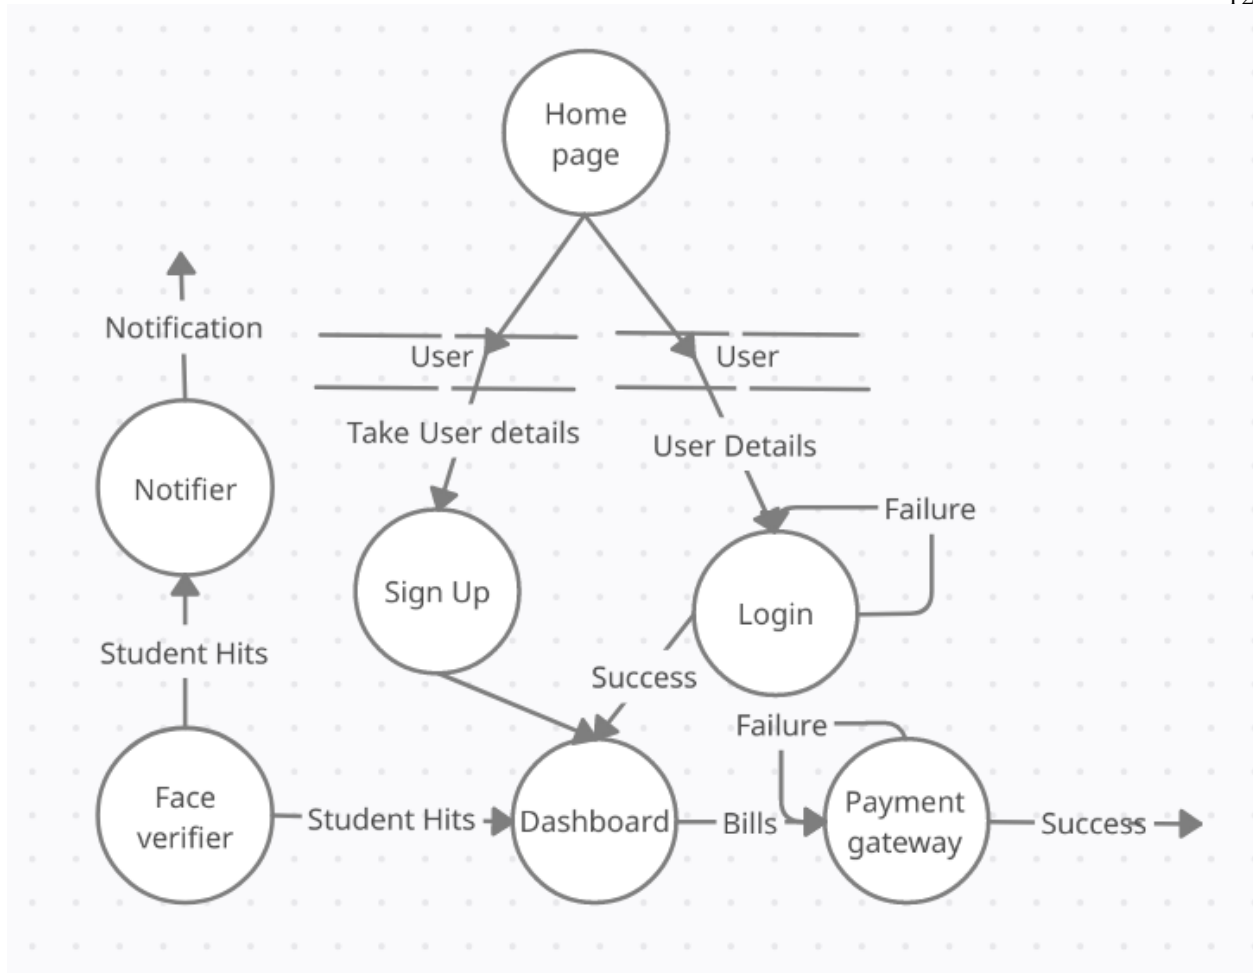 Home
page
Notification
User
User
Take User details
User Details
Notifier
Failure
Sign Up
Login
Student Hits
Success
Failure
Face
verifier
Student Hits
Dashboard
Bills
Payment
gateway
Success